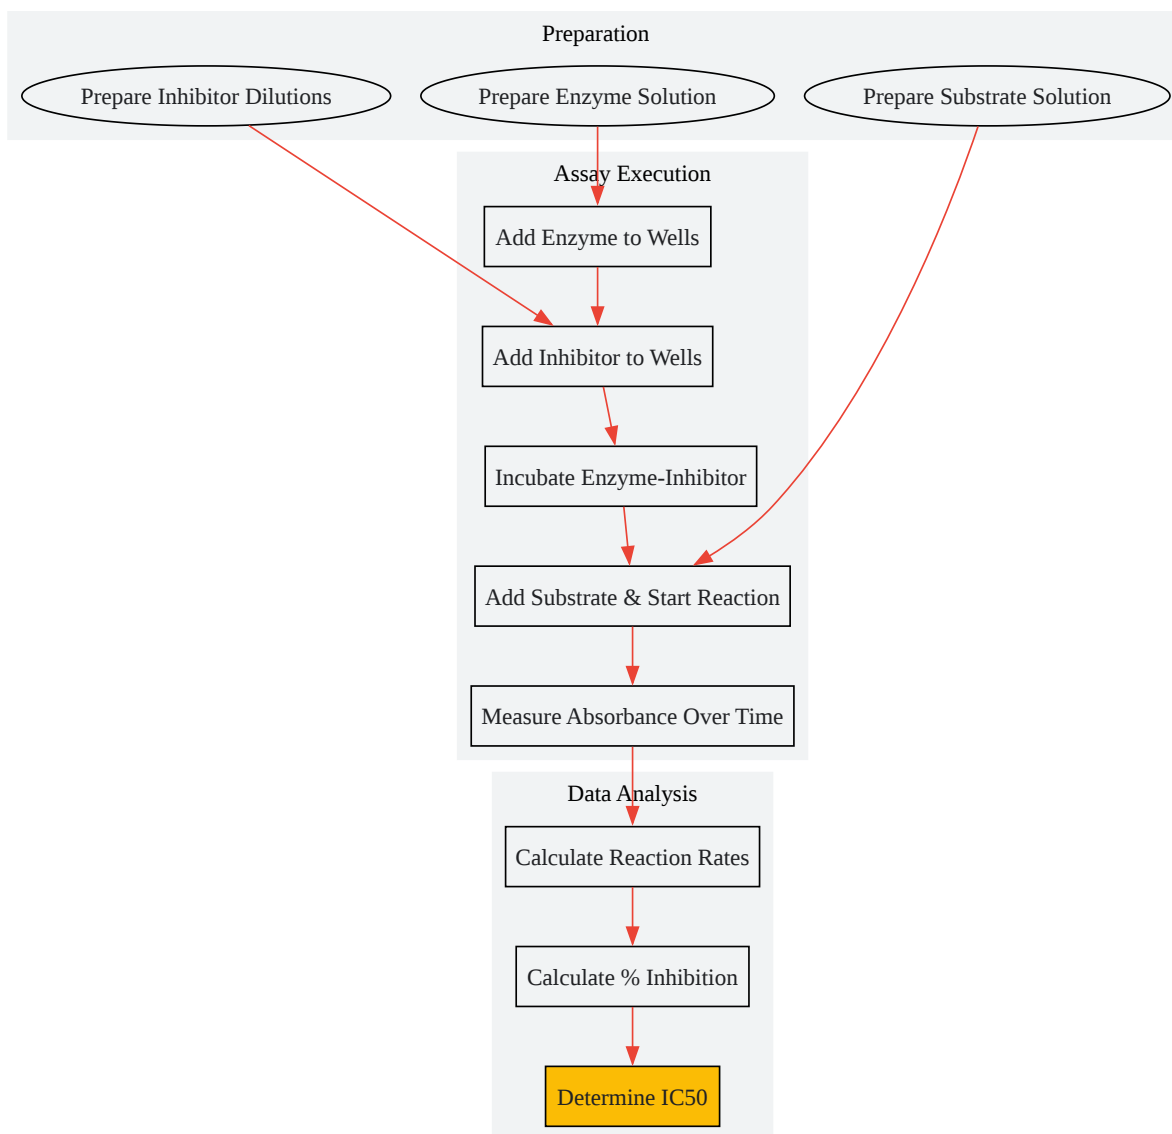 Preparation
Prepare Inhibitor Dilutions
Prepare Enzyme Solution
Prepare Substrate Solution
Assay Execution
Add Enzyme to Wells
Add Inhibitor to Wells
Incubate Enzyme-Inhibitor
Add Substrate & Start Reaction
Measure Absorbance Over Time
Data Analysis
Calculate Reaction Rates
Calculate % Inhibition
Determine IC50